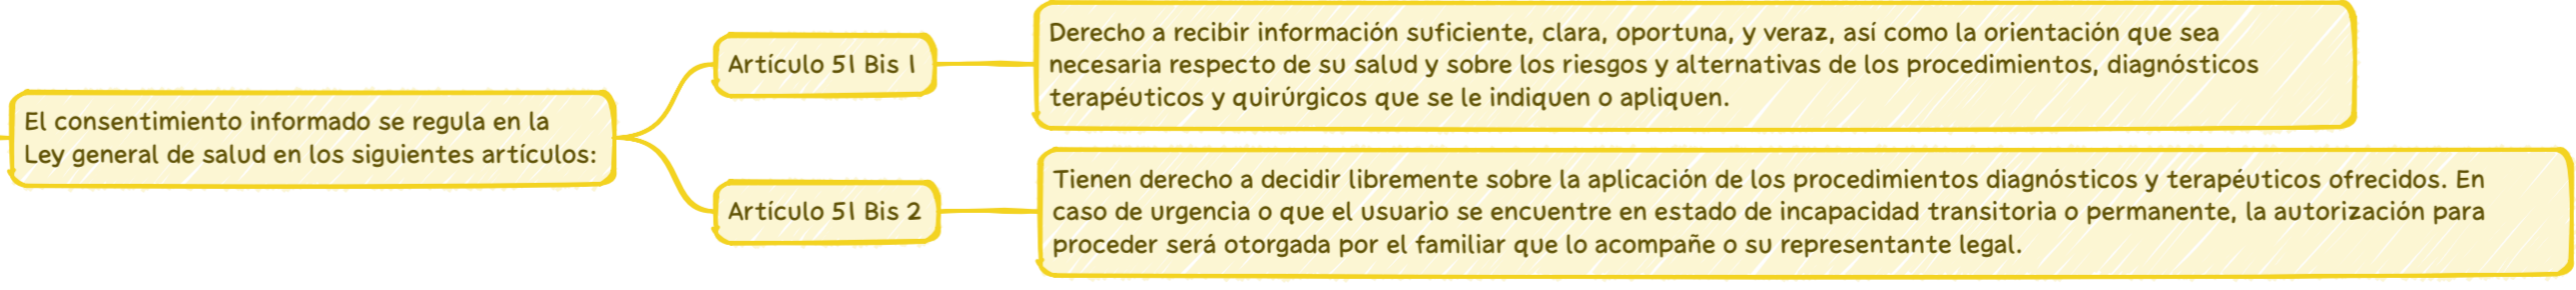 El consentimiento informado se regula en la
Ley general de salud en los siguientes artículos:
Artículo 51 Bis 1
Derecho a recibir información suficiente, clara, oportuna, y veraz, así como la orientación que sea
necesaria respecto de su salud y sobre los riesgos y alternativas de los procedimientos, diagnósticos
terapéuticos y quirúrgicos que se le indiquen o apliquen.
Artículo 51 Bis 2
Tienen derecho a decidir libremente sobre la aplicación de los procedimientos diagnósticos y terapéuticos ofrecidos. En
caso de urgencia o que el usuario se encuentre en estado de incapacidad transitoria o permanente, la autorización para
proceder será otorgada por el familiar que lo acompañe o su representante legal.